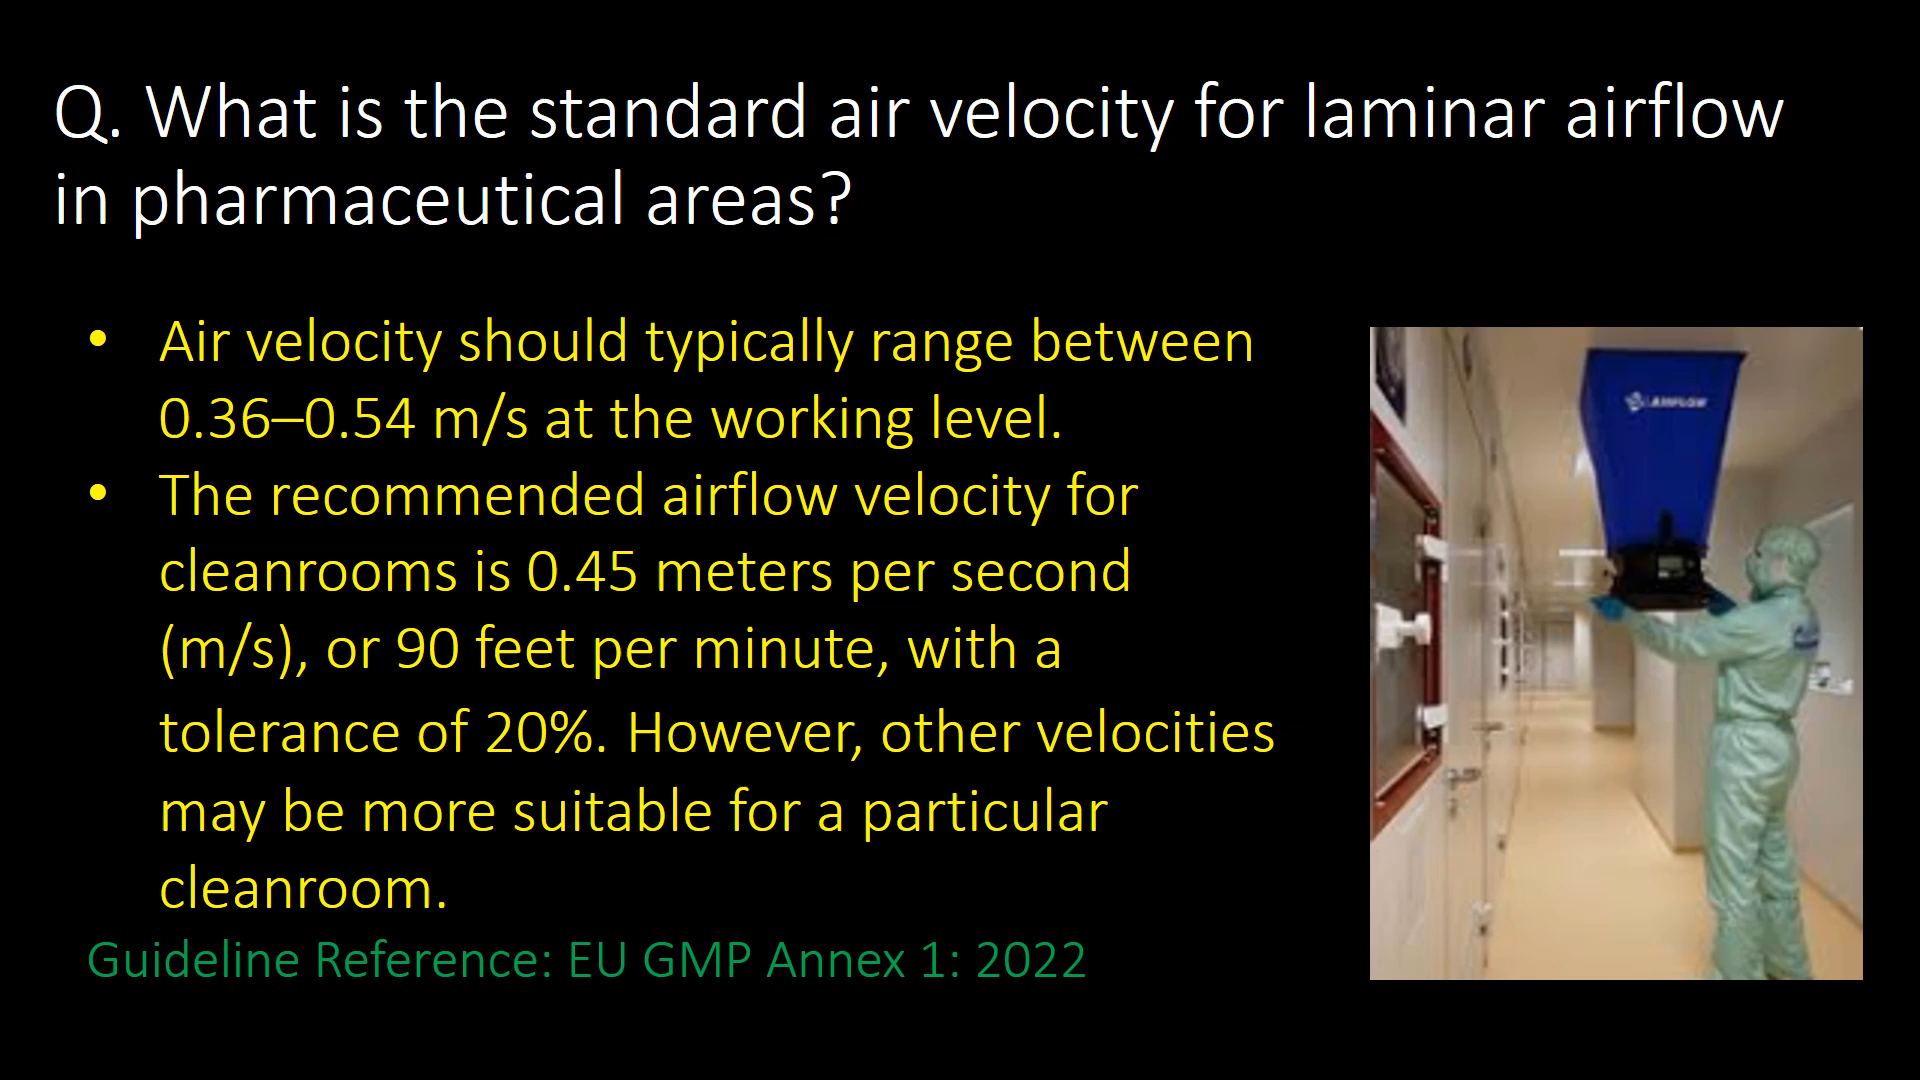 Q. What is the standard air velocity for laminar airflow
in pharmaceutical areas?
• Air velocity should typically range between
0.36–0.54 m/s at the working level.
• The recommended airflow velocity for
cleanrooms is 0.45 meters per second
(m/s), or 90 feet per minute, with a
tolerance of 20%. However, other velocities
may be more suitable for a particular
cleanroom.
Guideline Reference: EU GMP Annex 1: 2022
AIRFLOW